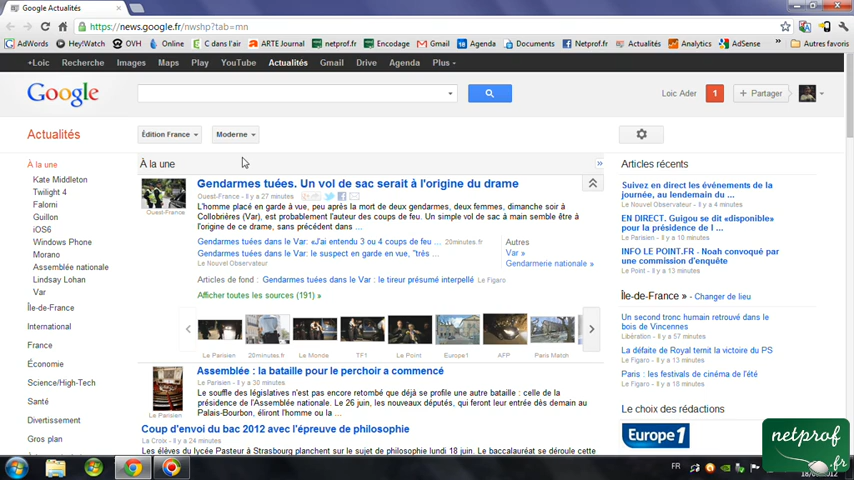 Google Actualités
https://news.google.fr/nwshp?tab=mn
AdWords Hey!Watch OVH Online C dans l'air ARTE Journal netprof.fr Encodage Gmail Agenda Documents Netprof.fr Actualités Analytics AdSense » Autres favoris
+Loic Recherche Images Maps Play YouTube Actualités Gmail Drive Agenda Plus
Google
Loic Ader 1 + Partager
Actualités
Édition France Moderne
À la une
Kate Middleton
Twilight 4
Falorni
Guillon
iOS6
Windows Phone
Morano
Assemblée nationale
Lindsay Lohan
Var
Île-de-France
International
France
Économie
Science/High-Tech
Santé
Divertissement
Gros plan
À la une »
Gendarmes tuées. Un vol de sac serait à l'origine du drame
Ouest-France
Ouest-France - Il y a 27 minutes
L'homme placé en garde à vue, peu après la mort de deux gendarmes, deux femmes, dimanche soir à
Collobrières (Var), est probablement l'auteur des coups de feu. Un simple vol de sac à main semble être à
l'origine de ce drame, sans précédent dans ...
Gendarmes tuées dans le Var: «J'ai entendu 3 ou 4 coups de feu ... 20minutes.fr
Gendarmes tuées dans le Var: le suspect en garde en vue, "très ...
Le Nouvel Observateur
Autres
Var »
Gendarmerie nationale »
Articles de fond : Gendarmes tuées dans le Var : le tireur présumé interpellé Le Figaro
Afficher toutes les sources (191) »
Le Parisien 20minutes.fr Le Monde TF1 Le Point Europe1 AFP Paris Match
Assemblée : la bataille pour le perchoir a commencé
Le Parisien
Le Parisien - Il y a 30 minutes
Le souffle des législatives n'est pas encore retombé que déjà se profile une autre bataille : celle de la
présidence de l'Assemblée nationale. Le 26 juin, les nouveaux députés, qui feront leur entrée dès demain au
Palais-Bourbon, éliront l'homme ou la ...
Coup d'envoi du bac 2012 avec l'épreuve de philosophie
La Croix - Il y a 24 minutes
Les élèves du lycée Pasteur à Strasbourg planchent sur le sujet de philosophie lundi 18 juin. Le baccalauréat se déroule cette
Articles récents
Suivez en direct les événements de la
journée, au lendemain du ...
Le Nouvel Observateur - Il y a 4 minutes
EN DIRECT. Guigou se dit «disponible»
pour la présidence de l ...
Le Parisien - Il y a 10 minutes
INFO LE POINT.FR - Noah convoqué par
une commission d'enquête
Le Point - Il y a 13 minutes
Île-de-France » - Changer de lieu
Un second tronc humain retrouvé dans le
bois de Vincennes
Libération - Il y a 57 minutes
La défaite de Royal ternit la victoire du PS
Le Figaro - Il y a 13 minutes
Paris : les festivals de cinéma de l'été
Le Figaro - Il y a 18 minutes
Le choix des rédactions
Europe1
netprof
.fr
FR